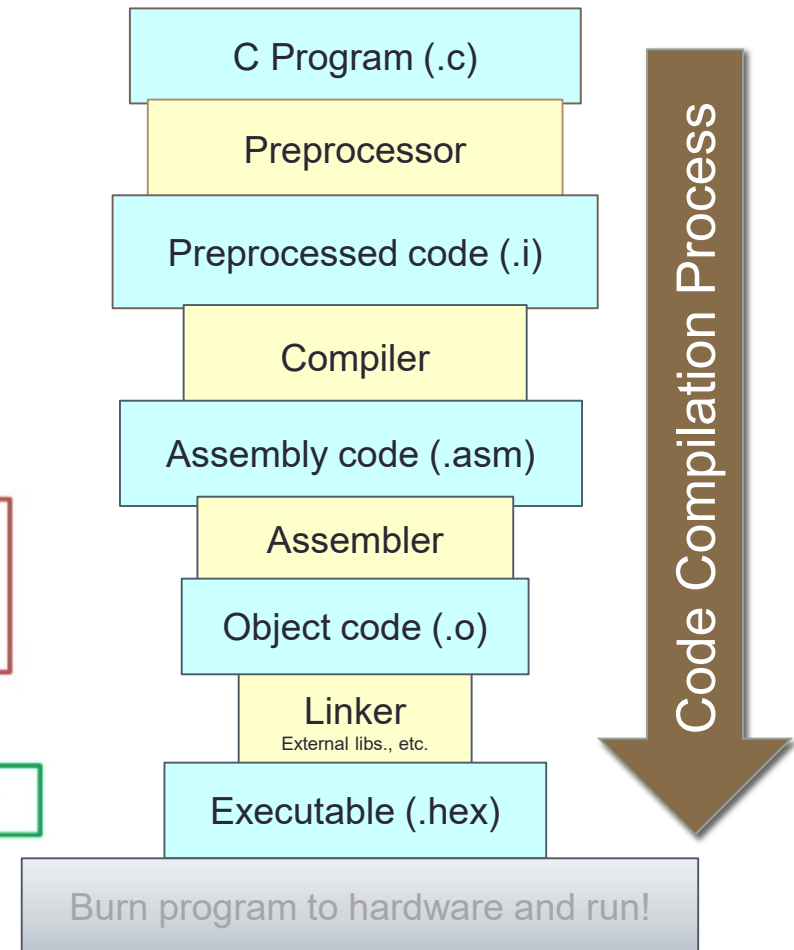 C Program (.c)
Preprocessor
Preprocessed code (.i)
Compiler
Assembly code (.asm)
Assembler
Object code (.o)
Linker
External libs., etc.
Executable (.hex)
Burn program to hardware and run!
Code Compilation Process